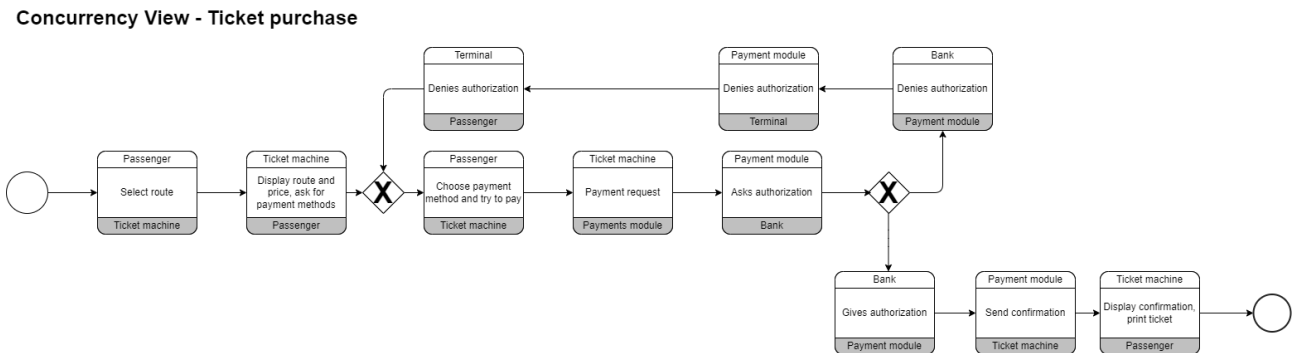 Concurrency View - Ticket purchase
Terminal
Denies authorization
Passenger
Payment module
Denies authorization
Terminal
Bank
Denies authorization
Payment module
Passenger
Select route
Ticket machine
Ticket machine
Display route and
price, ask for
payment methods
Passenger
X
Passenger
Choose payment
method and try to pay
Ticket machine
Ticket machine
Payment request
Payments module
Payment module
Asks authorization
Bank
X
Bank
Gives authorization
Payment module
Payment module
Send confirmation
Ticket machine
Ticket machine
Display confirmation,
print ticket
Passenger